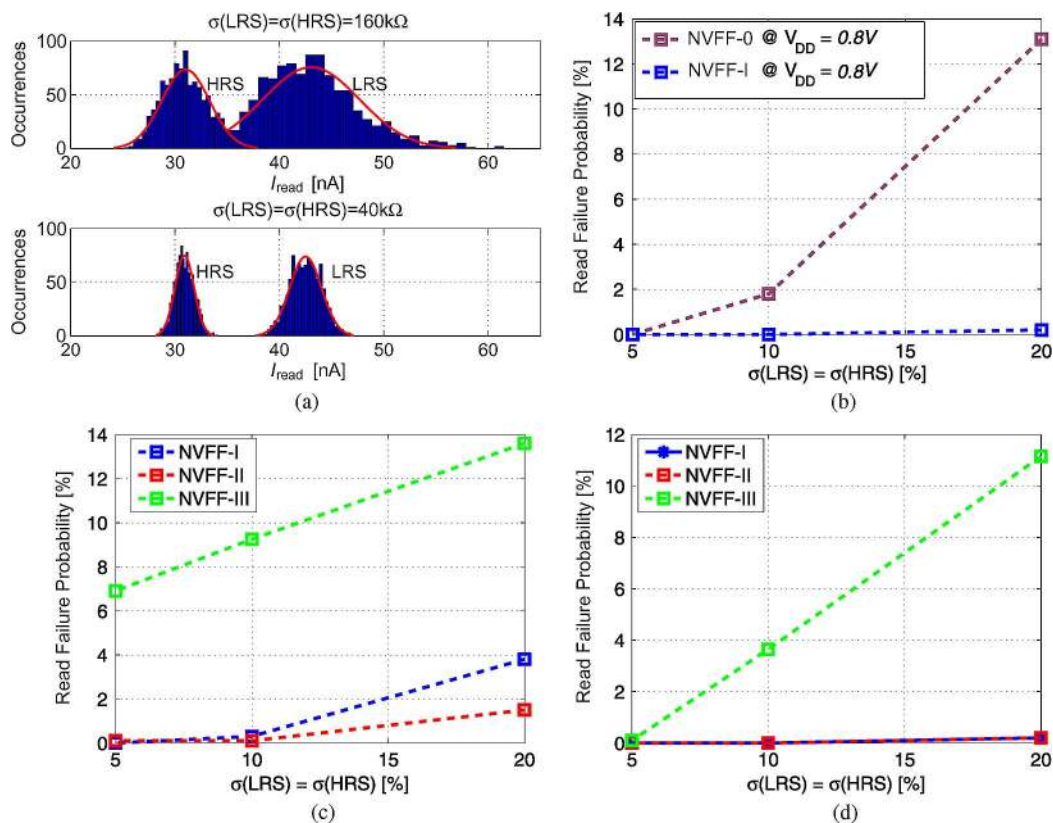 σ(LRS)=σ(HRS)=160kΩ
Occurrences
100
50
0
HRS
LRS
20 30 40 50 60
I_read [nA]
σ(LRS)=σ(HRS)=40kΩ
Occurrences
100
50
0
HRS
LRS
20 30 40 50 60
I_read [nA]
(a)
Read Failure Probability [%]
14
12
10
8
6
4
2
0
NVFF-0 @ V_DD = 0.8V
NVFF-I @ V_DD = 0.8V
5 10 15 20
σ(LRS) = σ(HRS) [%]
(b)
Read Failure Probability [%]
14
12
10
8
6
4
2
0
NVFF-I
NVFF-II
NVFF-III
5 10 15 20
σ(LRS) = σ(HRS) [%]
(c)
Read Failure Probability [%]
12
10
8
6
4
2
0
NVFF-I
NVFF-II
NVFF-III
5 10 15 20
σ(LRS) = σ(HRS) [%]
(d)